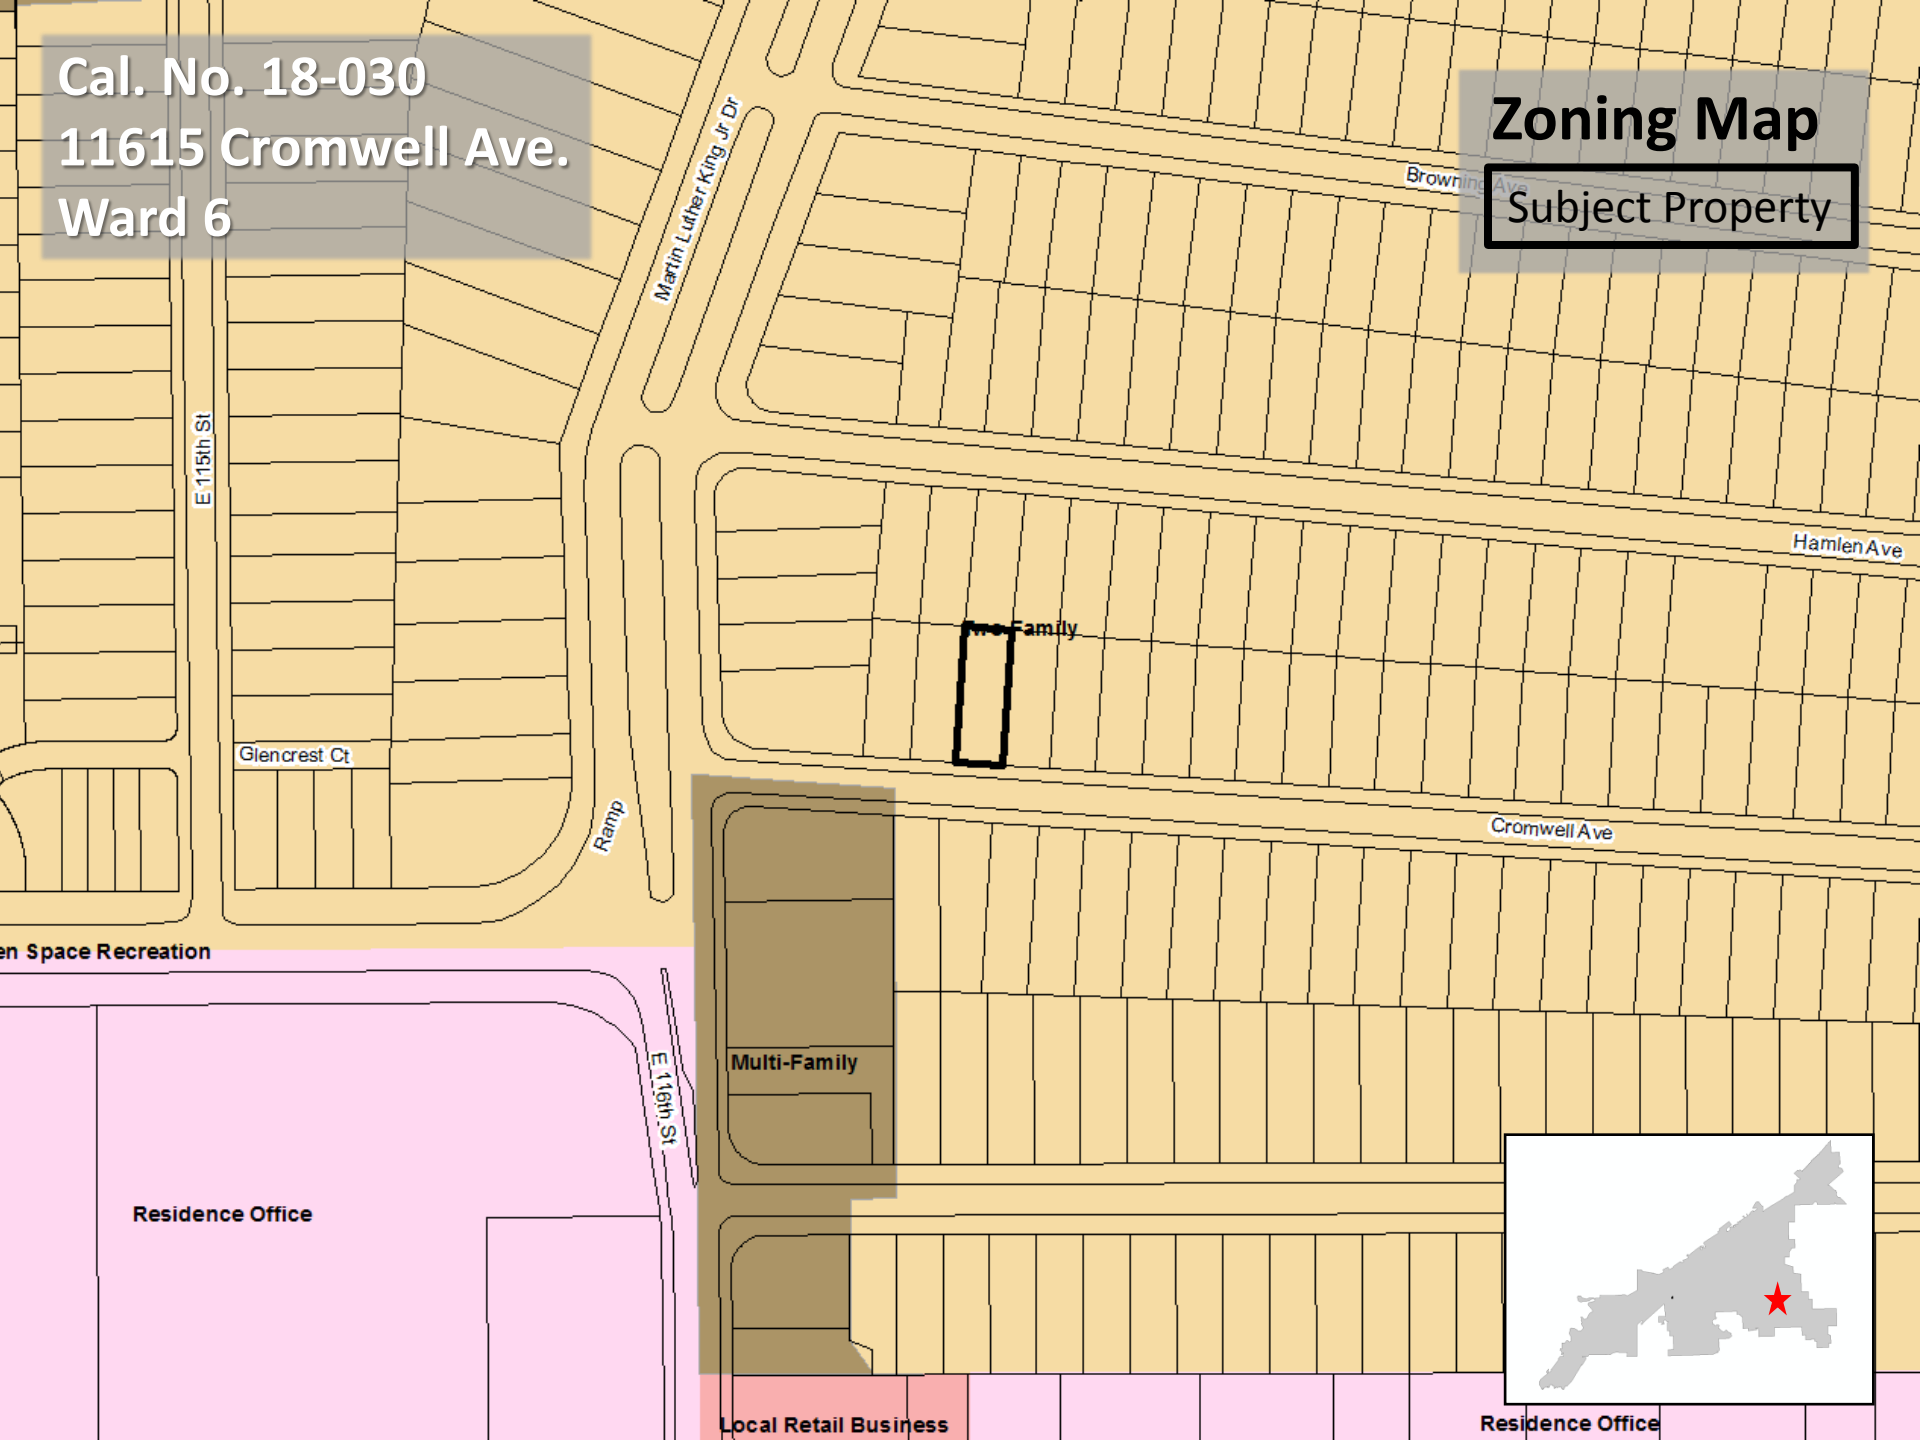 Cal. No. 18-030
11615 Cromwell Ave.
Ward 6
Zoning Map
Subject Property
Martin Luther King Jr Dr
Browning Ave
E 115th St
Hamlen Ave
Two Family
Glencrest Ct
Ramp
Cromwell Ave
en Space Recreation
E 116th St
Multi-Family
Residence Office
Local Retail Business
Residence Office